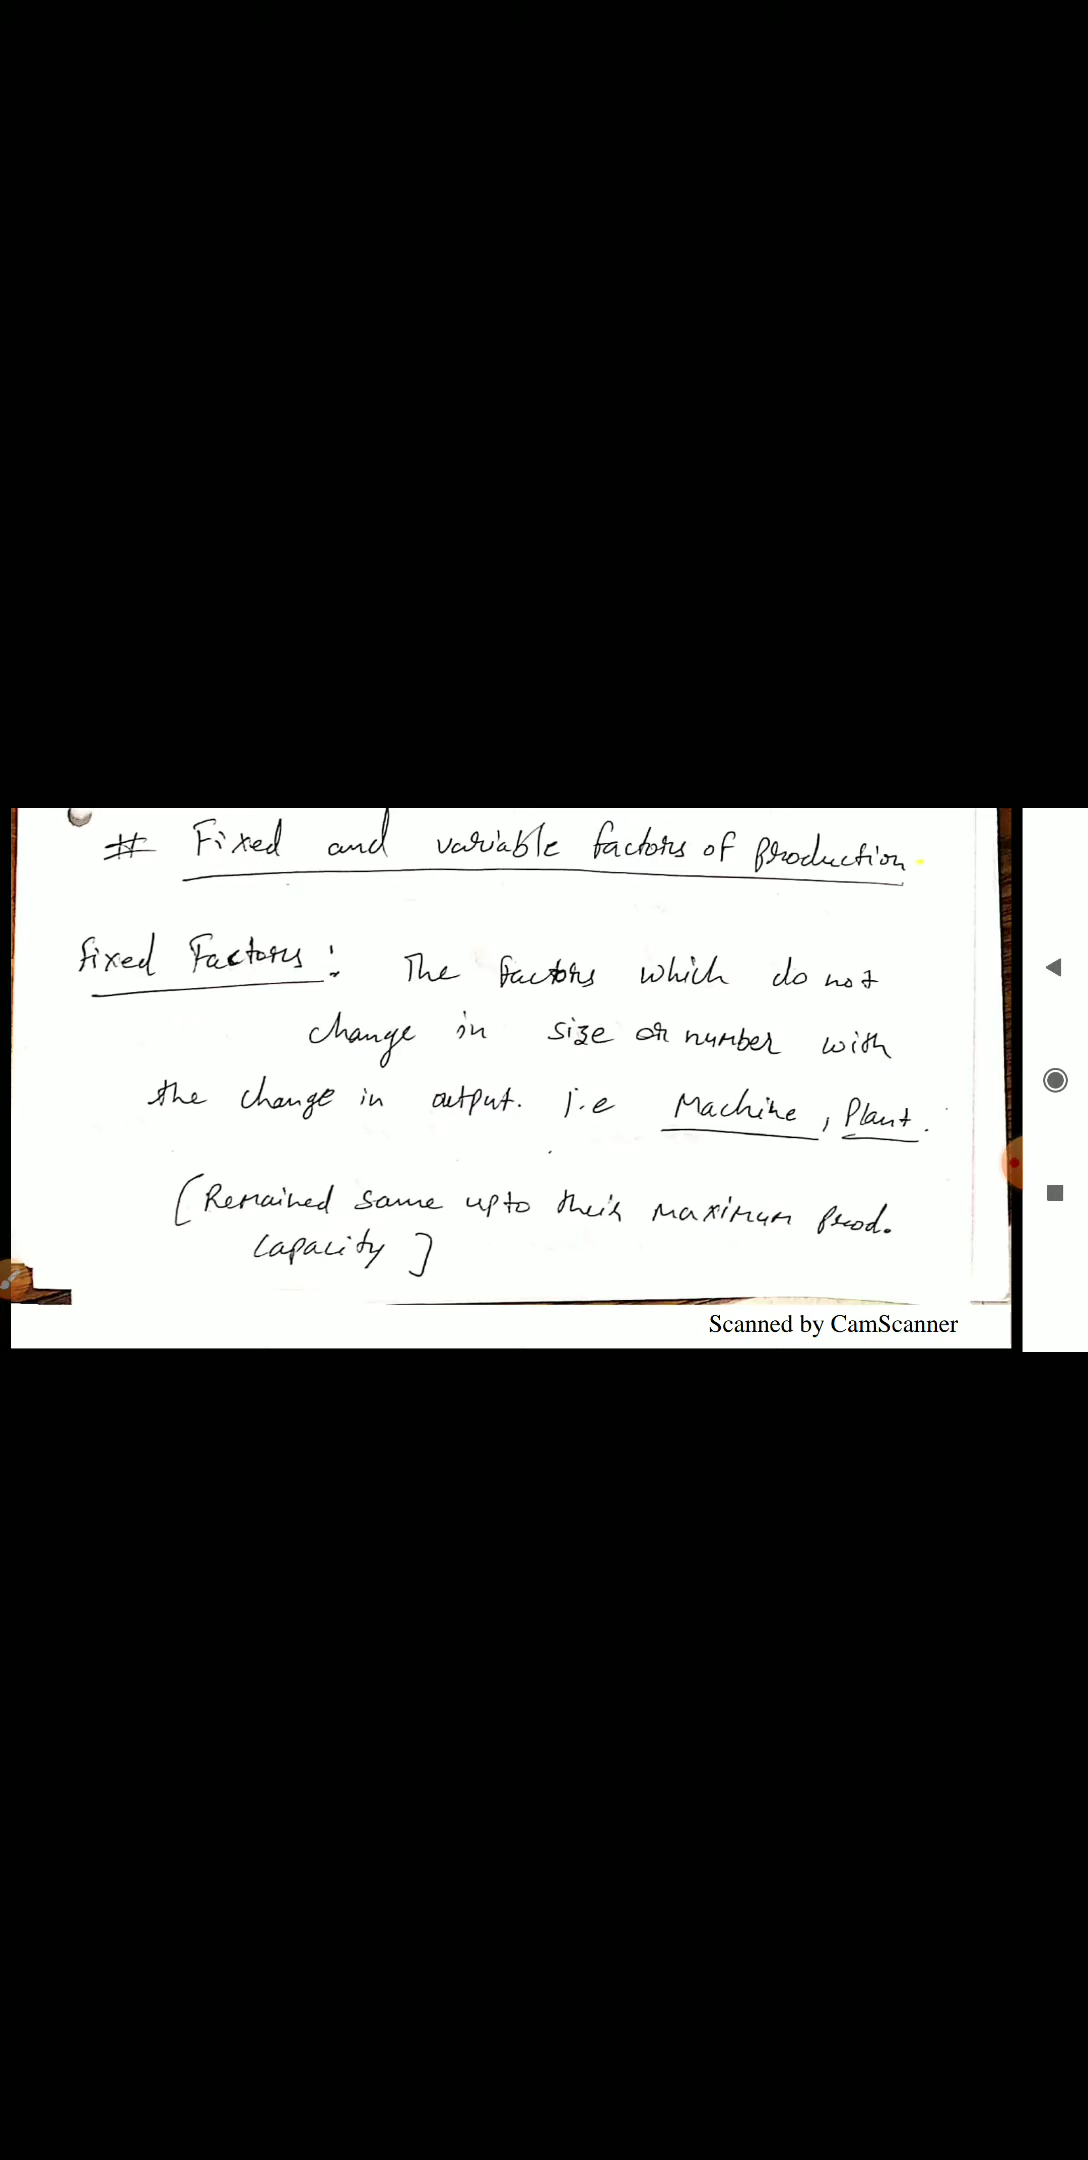 # Fixed and variable factors of production
Fixed Factors : The factors which do not
change in size or number with
the change in output. i.e Machine, Plant.
[Remained same upto their maximum prod.
capacity]
Scanned by CamScanner